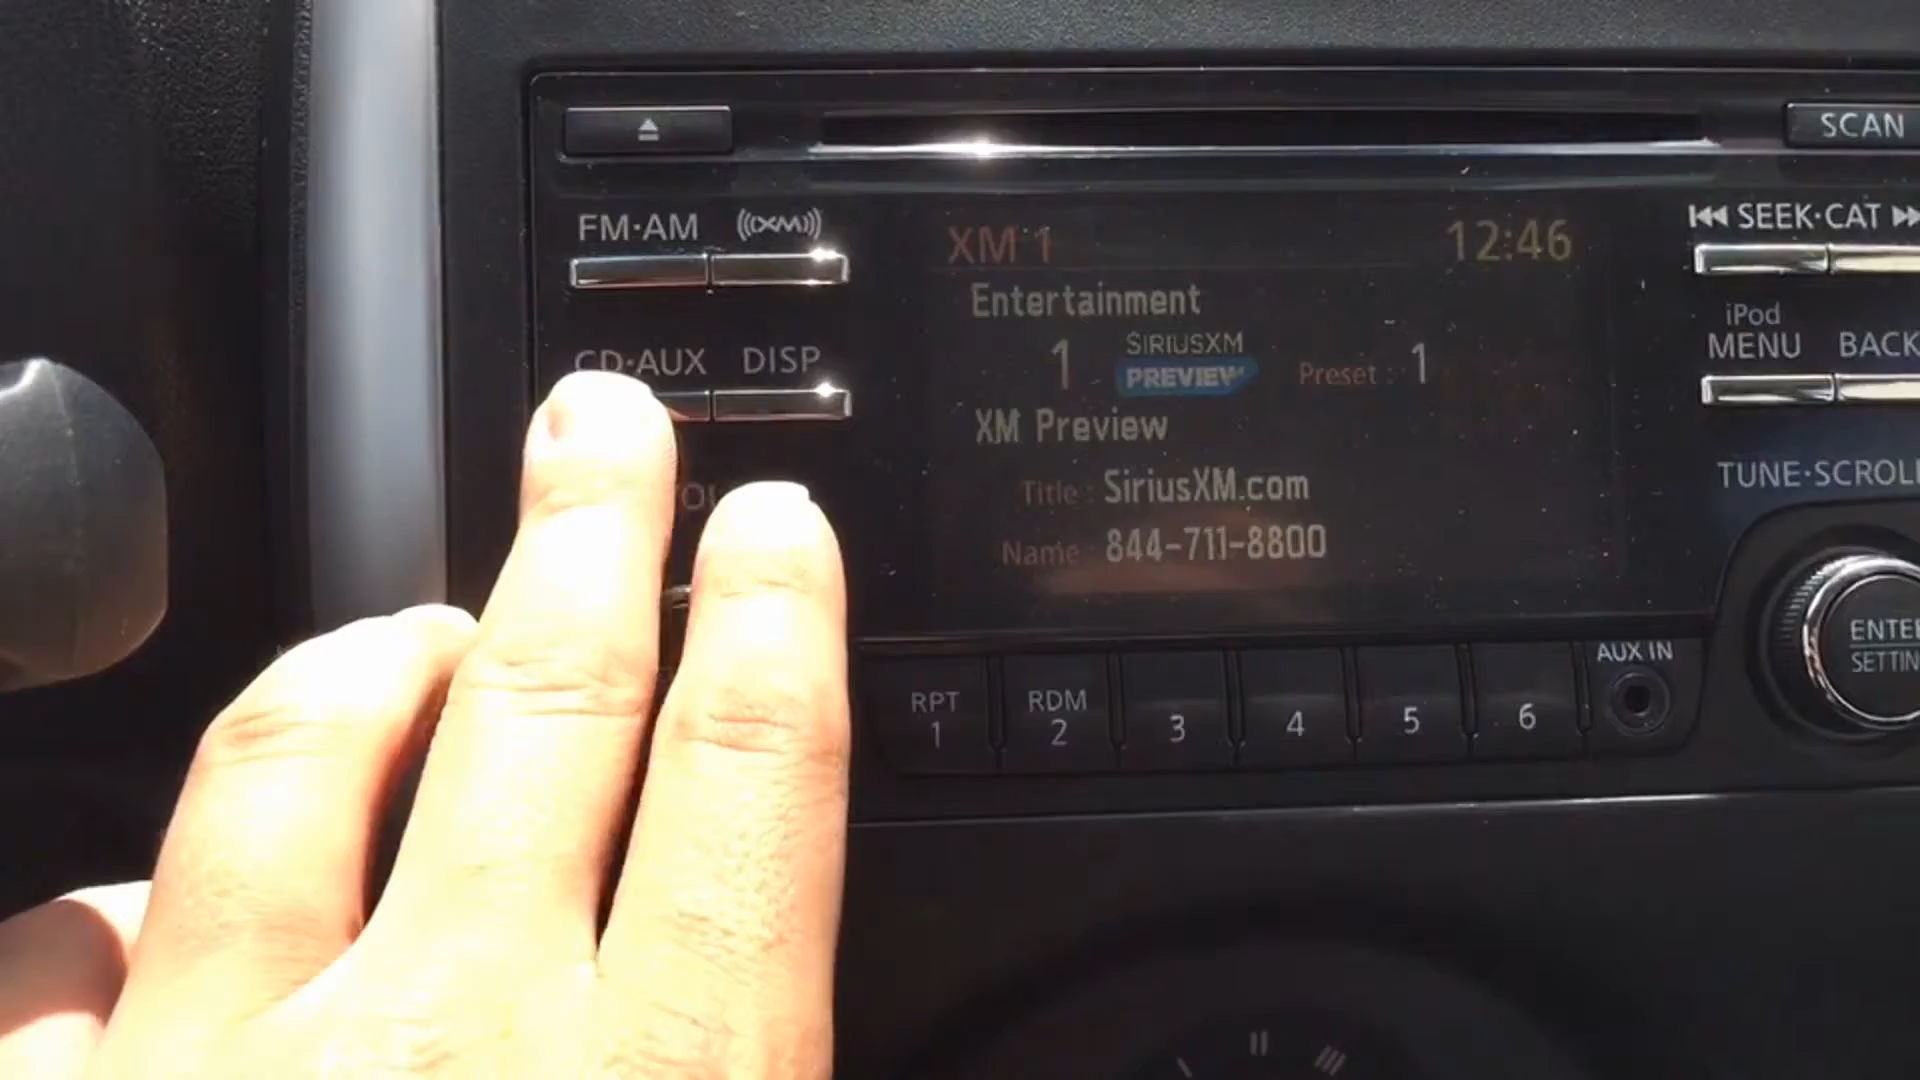 SCAN
FM·AM
((XM))
XM 1
12:46
SEEK·CAT
Entertainment
CD·AUX
DISP
1
SIRIUSXM
PREVIEW
Preset : 1
iPod
MENU
BACK
XM Preview
Title : SiriusXM.com
TUNE·SCROLL
Name : 844-711-8800
ENTE
SETTIN
AUX IN
RPT
1
RDM
2
3
4
5
6